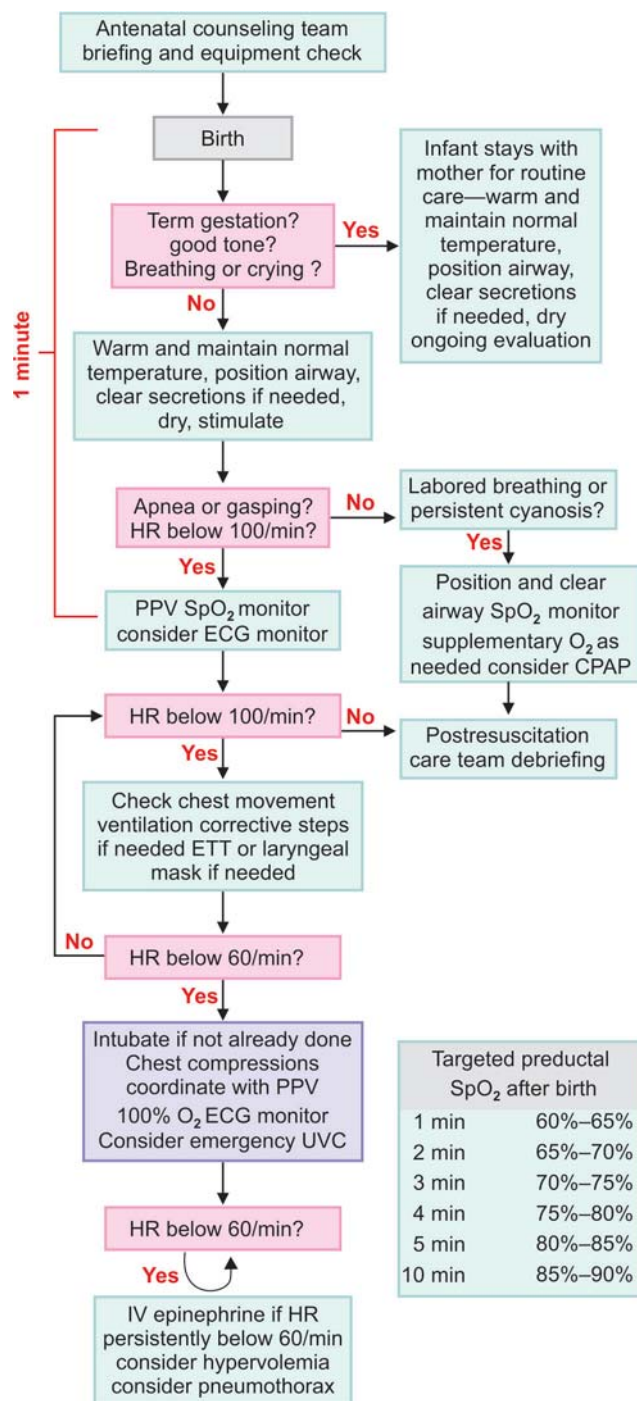 Antenatal counseling team
briefing and equipment check
Birth
1 minute
Term gestation?
good tone?
Breathing or crying ?
Yes
Infant stays with
mother for routine
care—warm and
maintain normal
temperature,
position airway,
clear secretions
if needed, dry
ongoing evaluation
No
Warm and maintain normal
temperature, position airway,
clear secretions if needed,
dry, stimulate
Apnea or gasping?
HR below 100/min?
No
Labored breathing or
persistent cyanosis?
Yes
Yes
PPV SpO₂ monitor
consider ECG monitor
Position and clear
airway SpO₂ monitor
supplementary O₂ as
needed consider CPAP
HR below 100/min?
No
Postresuscitation
care team debriefing
Yes
Check chest movement
ventilation corrective steps
if needed ETT or laryngeal
mask if needed
No
HR below 60/min?
Yes
Intubate if not already done
Chest compressions
coordinate with PPV
100% O₂ ECG monitor
Consider emergency UVC
HR below 60/min?
Yes
IV epinephrine if HR
persistently below 60/min
consider hypervolemia
consider pneumothorax
Targeted preductal
SpO₂ after birth
1 min 60%–65%
2 min 65%–70%
3 min 70%–75%
4 min 75%–80%
5 min 80%–85%
10 min 85%–90%